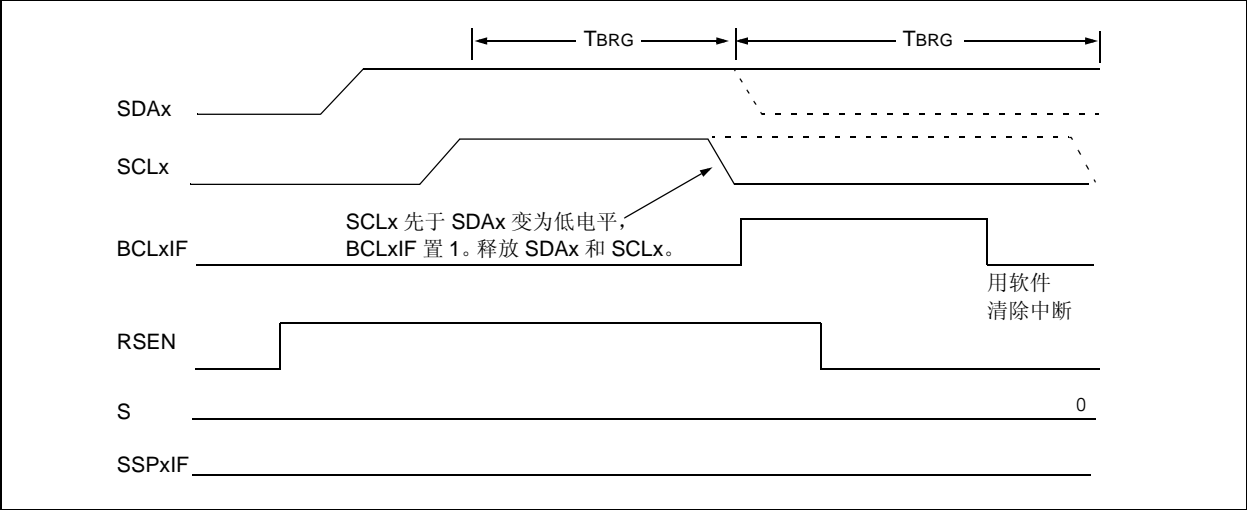 TBRG TBRG
SDAx
SCLx
SCLx 先于 SDAx 变为低电平,
BCLxIF 置 1。释放 SDAx 和 SCLx。
BCLxIF
用软件
清除中断
RSEN
S
0
SSPxIF